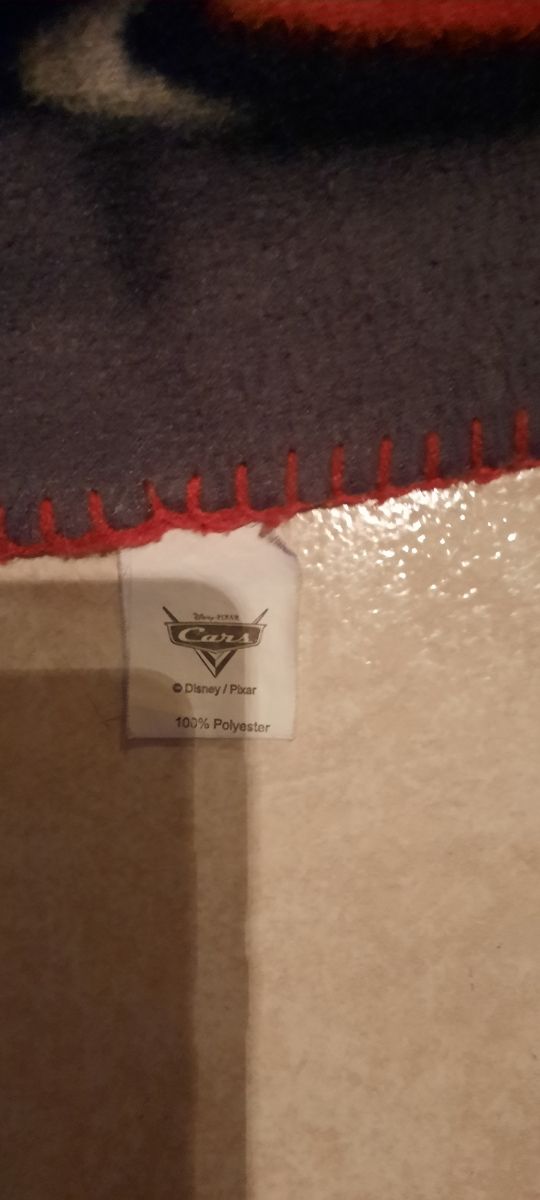 Disney·PIXAR
Cars
© Disney / Pixar
100% Polyester